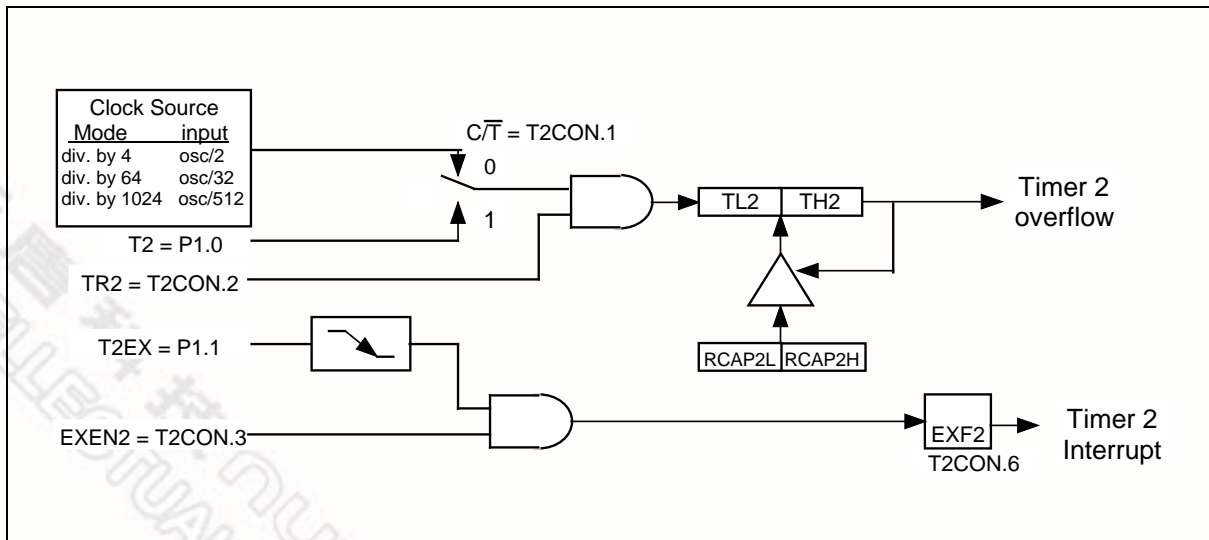 Clock Source
Mode input
div. by 4 osc/2
div. by 64 osc/32
div. by 1024 osc/512
C/T̅ = T2CON.1
0
1
T2 = P1.0
TR2 = T2CON.2
TL2 TH2
Timer 2
overflow
T2EX = P1.1
RCAP2L RCAP2H
EXEN2 = T2CON.3
EXF2
T2CON.6
Timer 2
Interrupt